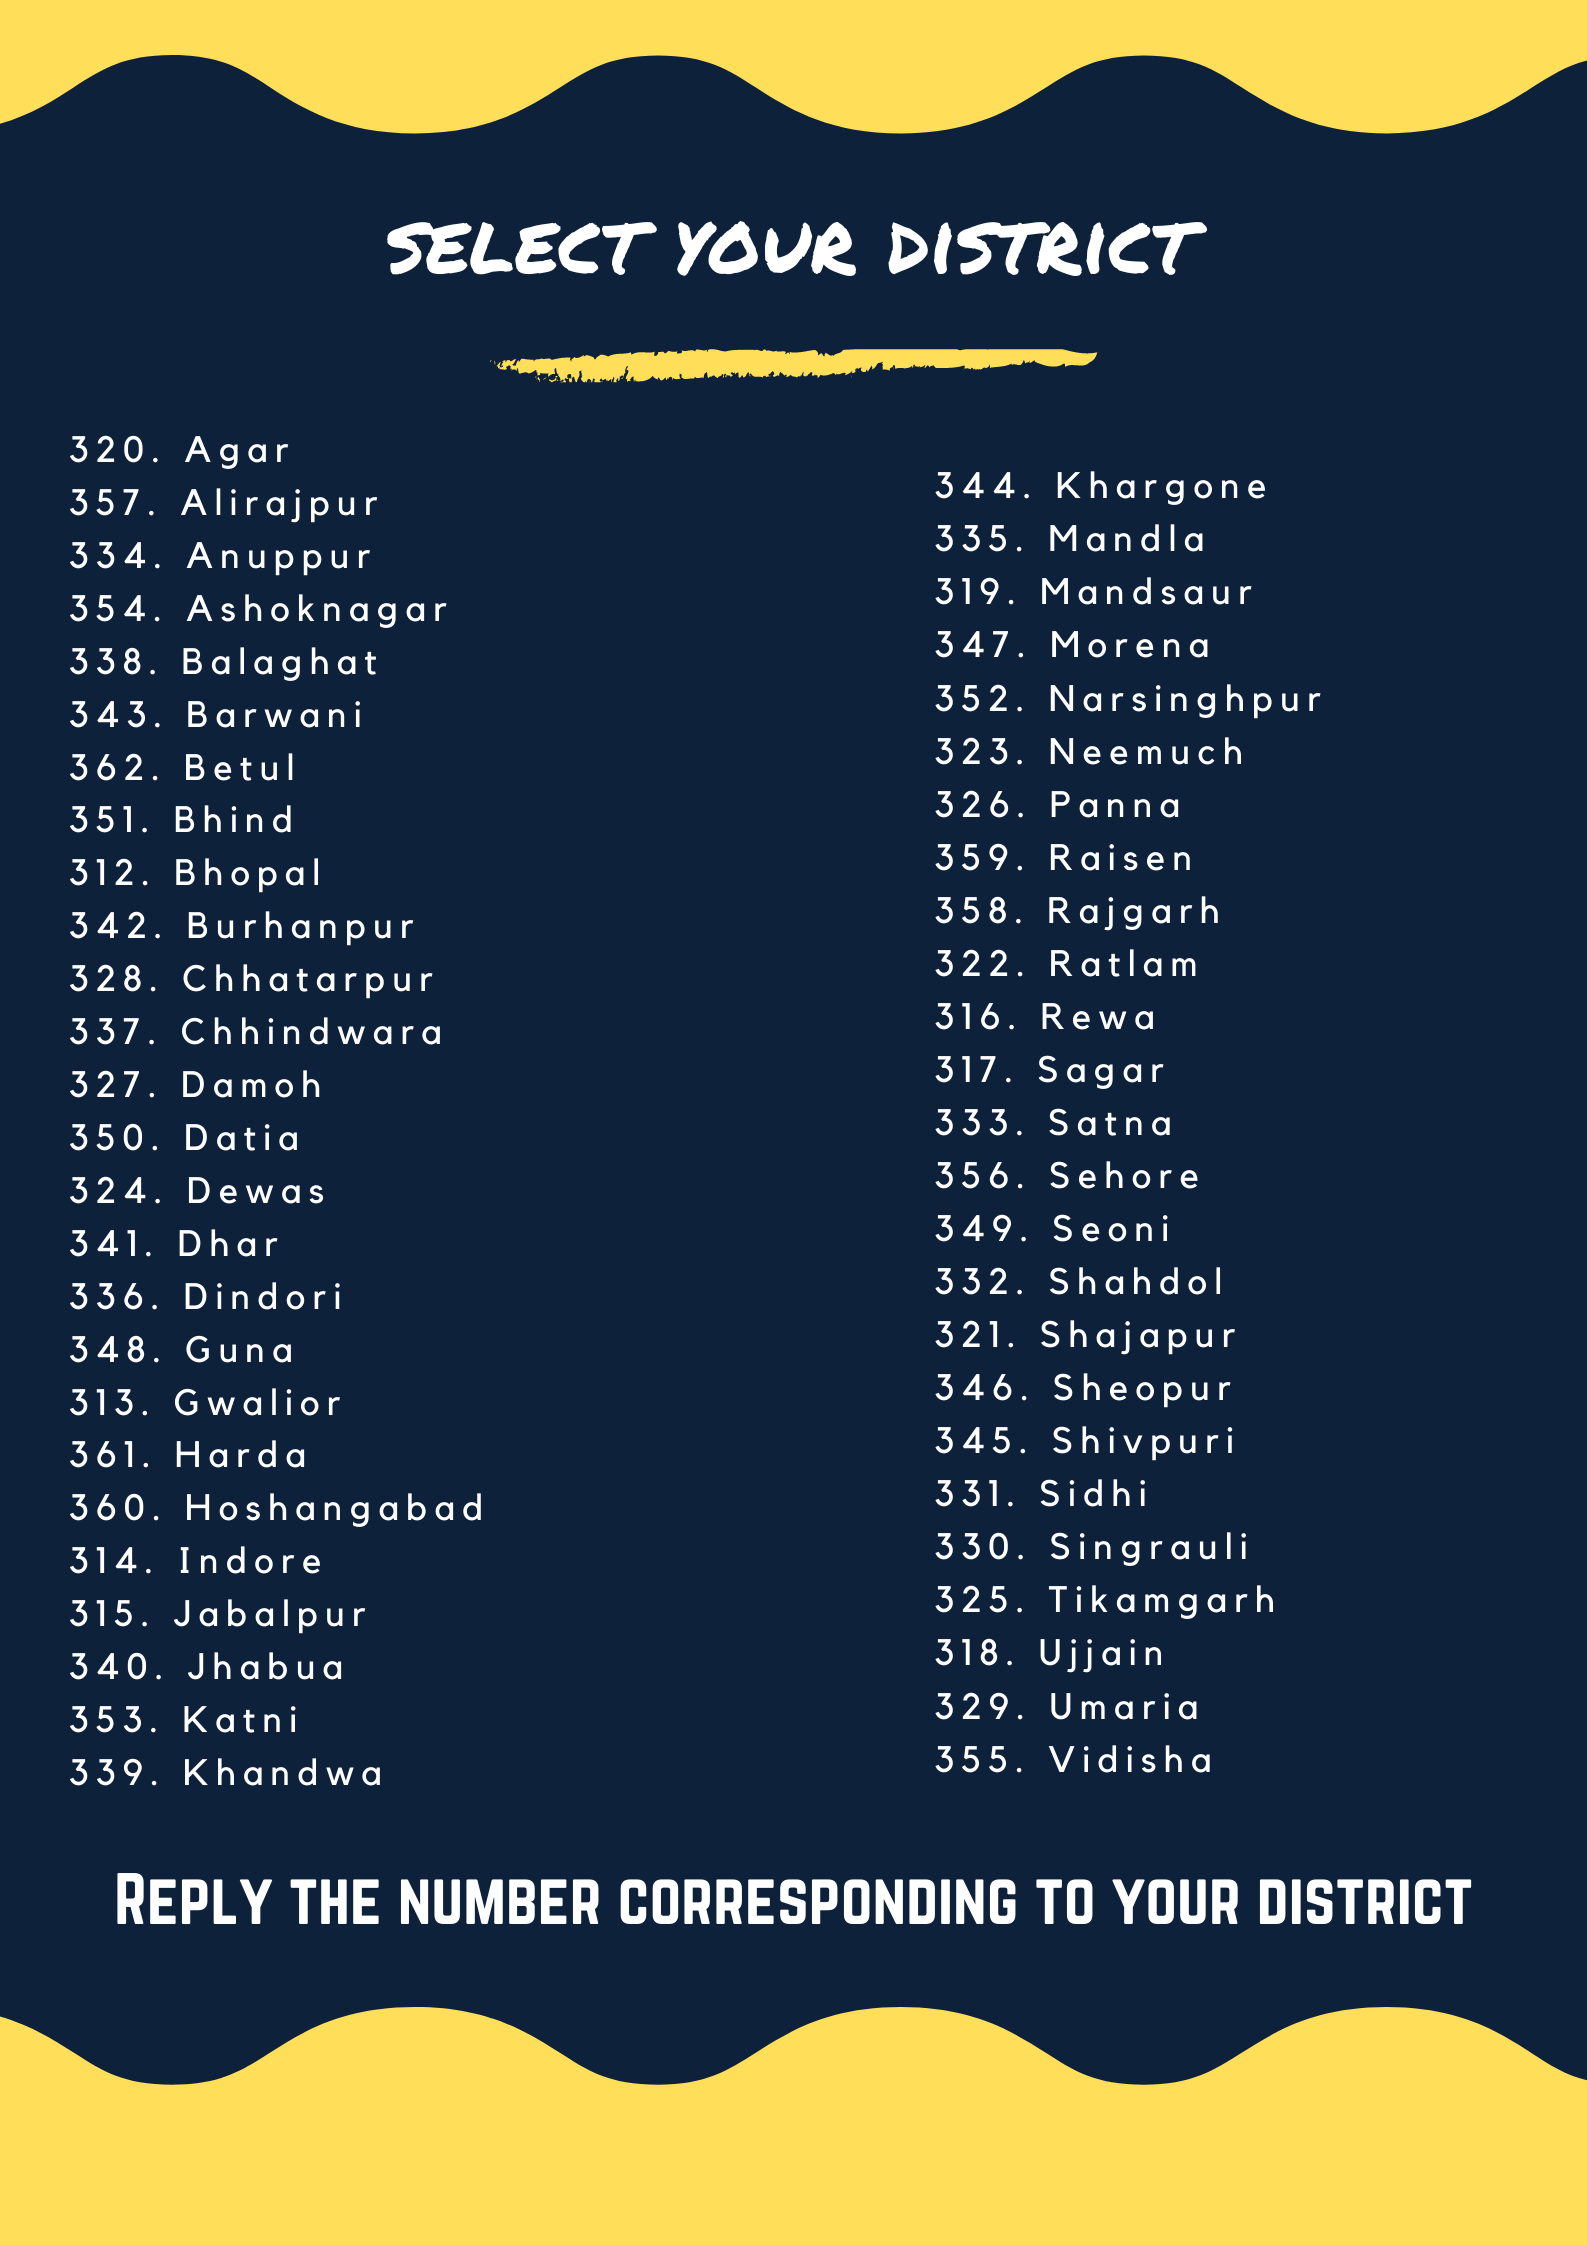 SELECT YOUR DISTRICT
320. Agar
357. Alirajpur
334. Anuppur
354. Ashoknagar
338. Balaghat
343. Barwani
362. Betul
351. Bhind
312. Bhopal
342. Burhanpur
328. Chhatarpur
337. Chhindwara
327. Damoh
350. Datia
324. Dewas
341. Dhar
336. Dindori
348. Guna
313. Gwalior
361. Harda
360. Hoshangabad
314. Indore
315. Jabalpur
340. Jhabua
353. Katni
339. Khandwa
344. Khargone
335. Mandla
319. Mandsaur
347. Morena
352. Narsinghpur
323. Neemuch
326. Panna
359. Raisen
358. Rajgarh
322. Ratlam
316. Rewa
317. Sagar
333. Satna
356. Sehore
349. Seoni
332. Shahdol
321. Shajapur
346. Sheopur
345. Shivpuri
331. Sidhi
330. Singrauli
325. Tikamgarh
318. Ujjain
329. Umaria
355. Vidisha
Reply the number corresponding to your district